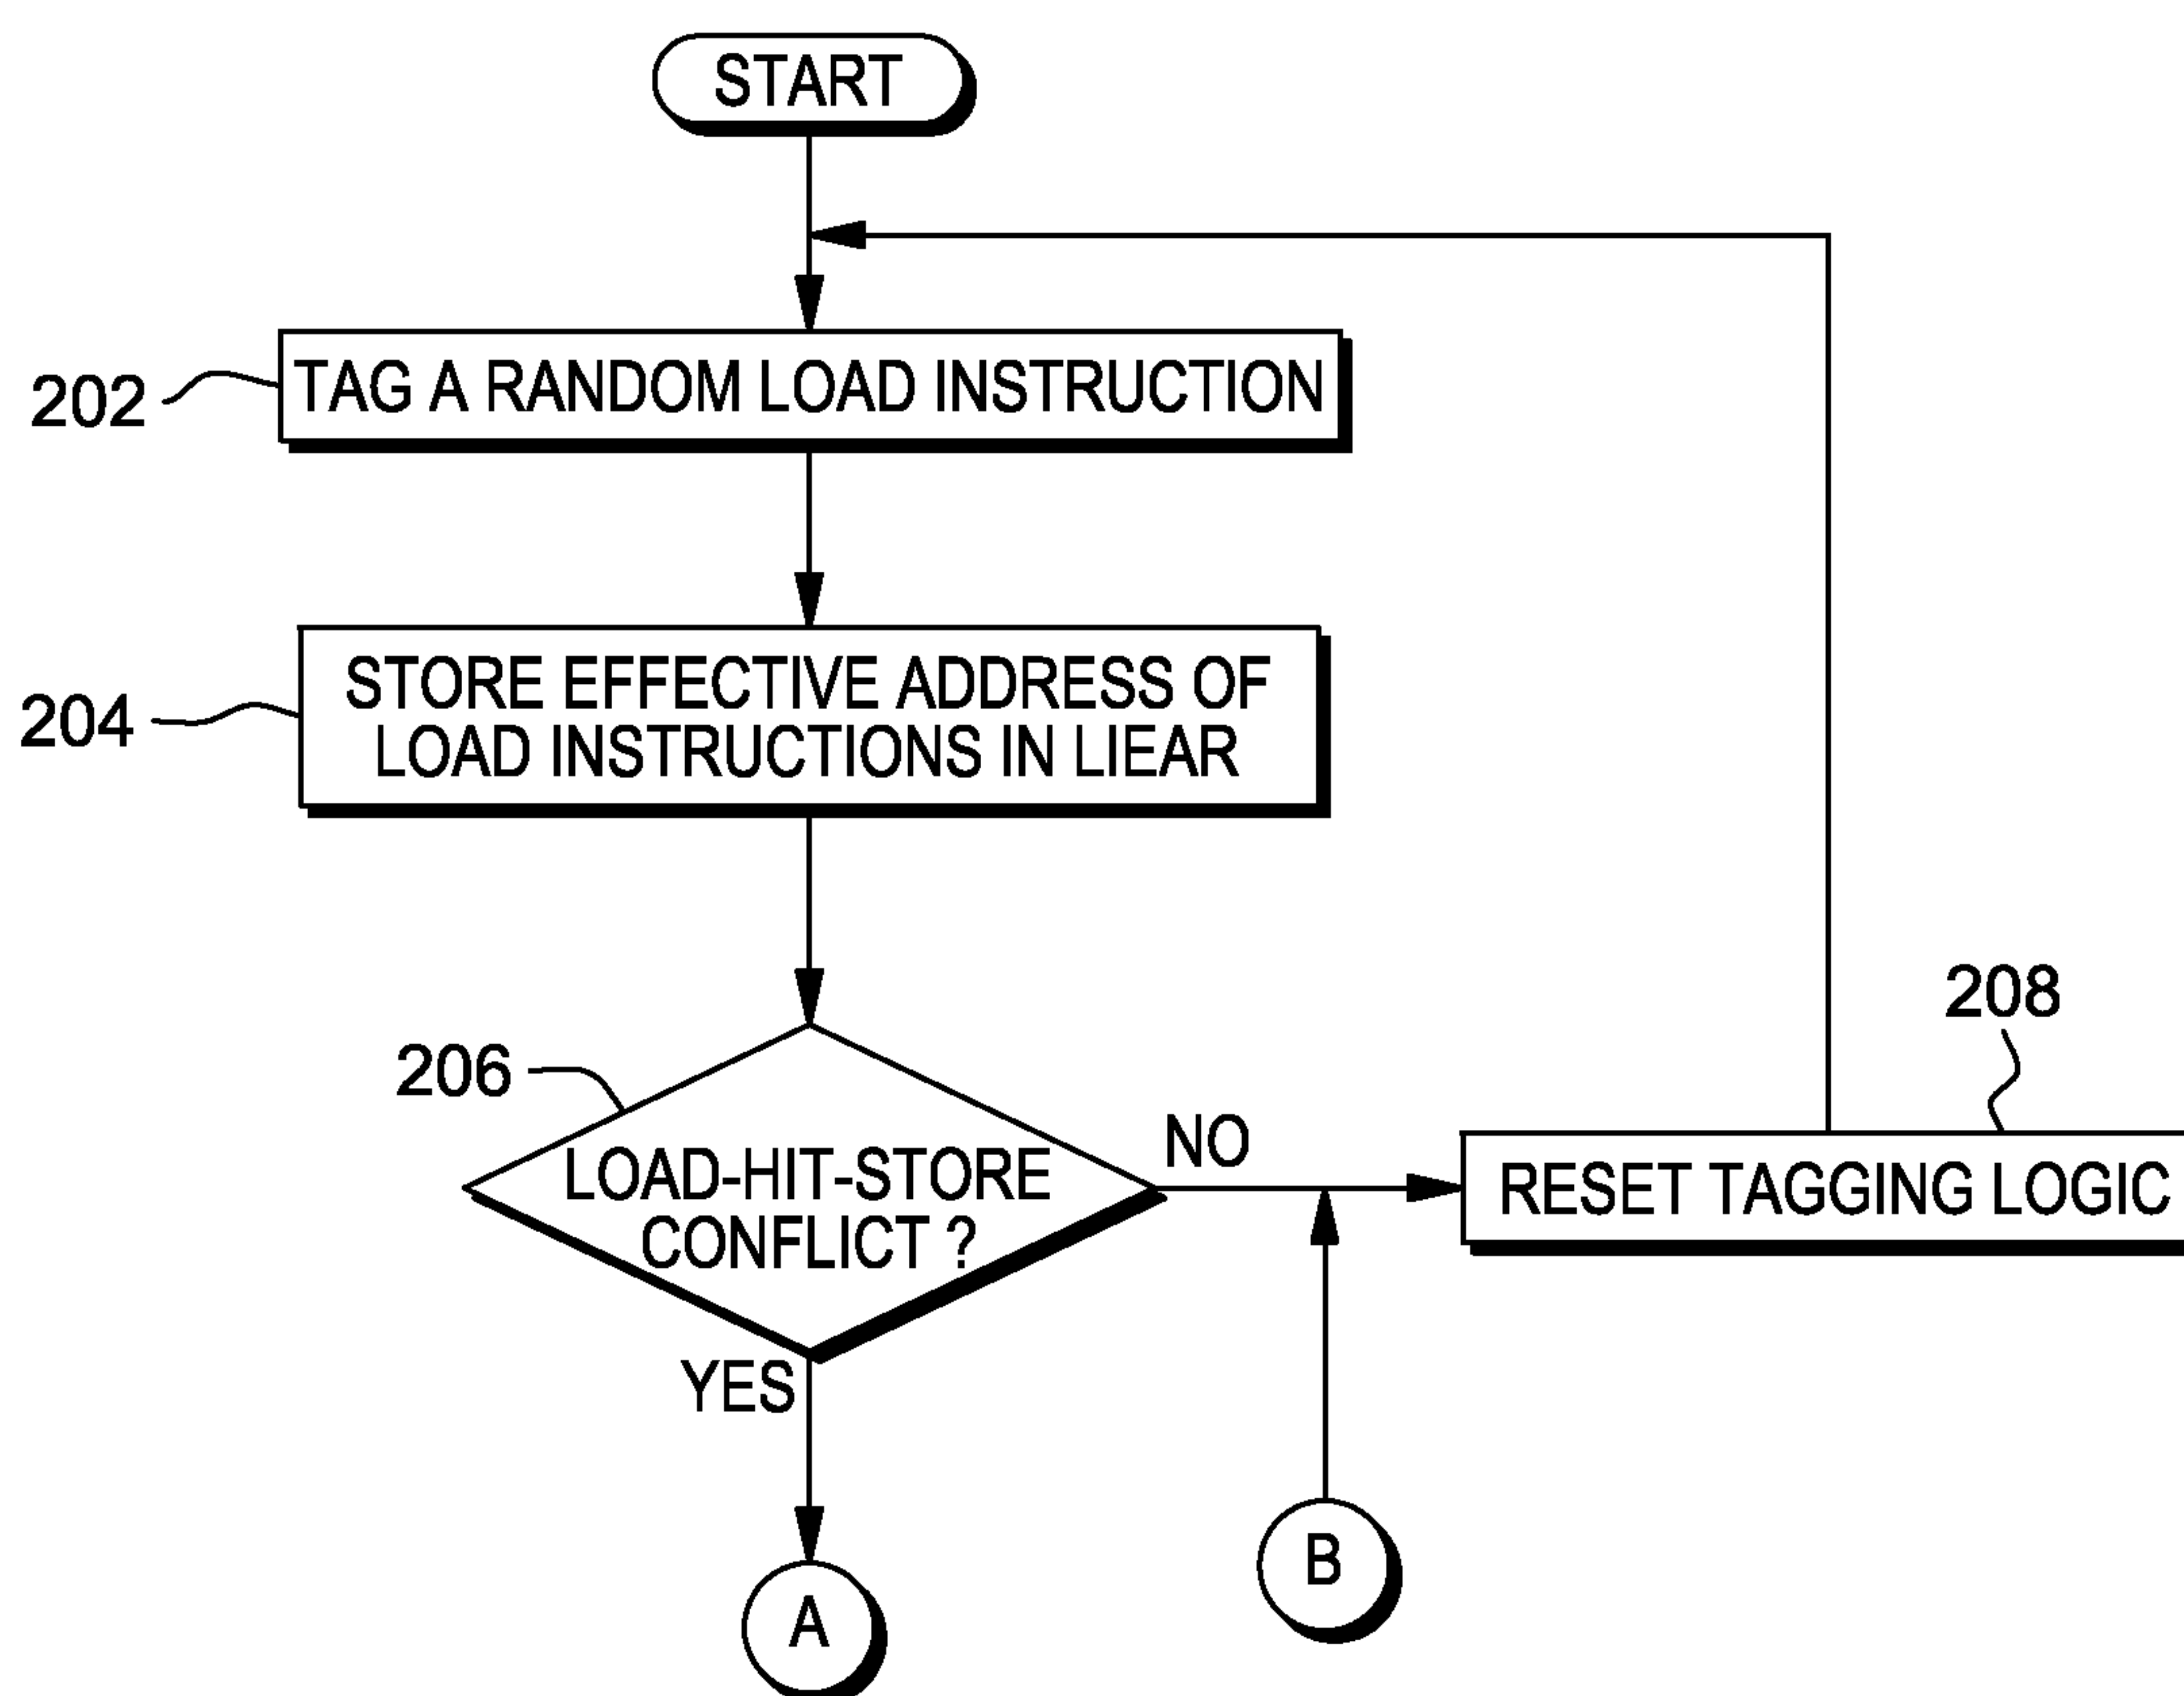 START
202
TAG A RANDOM LOAD INSTRUCTION
204
STORE EFFECTIVE ADDRESS OF
LOAD INSTRUCTIONS IN LIEAR
206
LOAD-HIT-STORE
CONFLICT ?
NO
208
RESET TAGGING LOGIC
YES
A
B